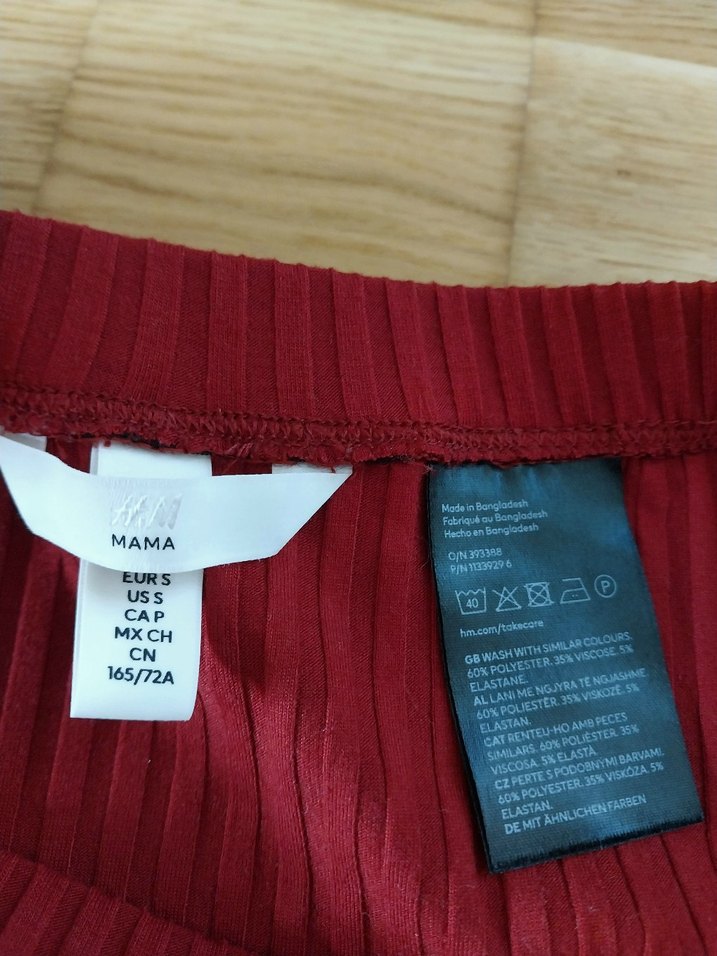 H&M
MAMA
EUR S
US S
CA P
MX CH
CN
165/72A
Made in Bangladesh
Fabriqué au Bangladesh
Hecho en Bangladesh
O/N 393388
P/N 1133929 6
40
P
hm.com/takecare
GB WASH WITH SIMILAR COLOURS.
60% POLYESTER. 35% VISCOSE. 5%
ELASTANE.
AL LANI ME NGJYRA TË NGJASHME
60% POLIESTËR. 35% VISKOZË. 5%
ELASTAN.
CAT RENTEU-HO AMB PECES
SIMILARS. 60% POLIÈSTER. 35%
VISCOSA. 5% ELASTÀ
CZ PERTE S PODOBNÝMI BARVAMI.
60% POLYESTER. 35% VISKÓZA. 5%
ELASTAN.
DE MIT ÄHNLICHEN FARBEN